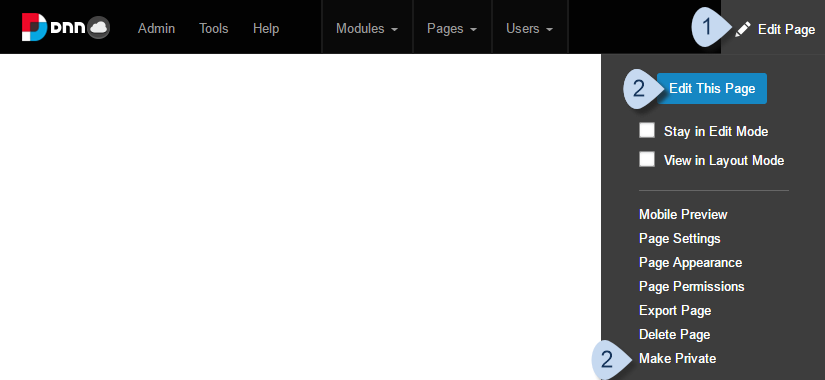 DNN Admin Tools Help Modules Pages Users 1 Edit Page
2 Edit This Page
Stay in Edit Mode
View in Layout Mode
Mobile Preview
Page Settings
Page Appearance
Page Permissions
Export Page
Delete Page
2 Make Private